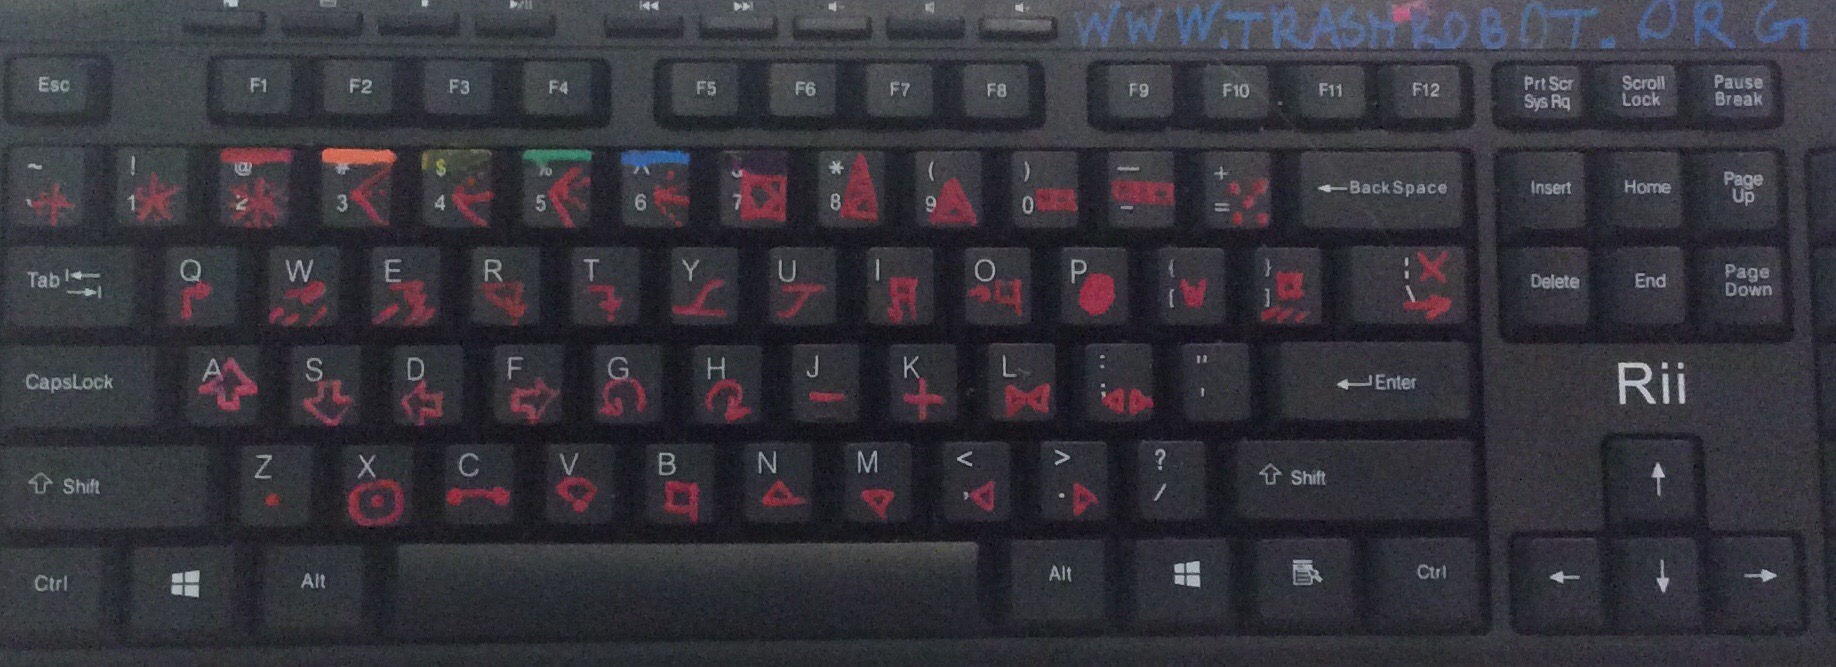 WWW.TRASHROBOT.ORG
Esc F1 F2 F3 F4 F5 F6 F7 F8 F9 F10 F11 F12 Prt Scr Sys Rq Scroll Lock Pause Break
~ ` ! 1 @ 2 # 3 $ 4 % 5 ^ 6 & 7 * 8 ( 9 ) 0 — - + = ←BackSpace Insert Home Page Up
Tab Q W E R T Y U I O P { [ } ] ¦ \ Delete End Page Down
CapsLock A S D F G H J K L : ; " ' Enter Rii
⇧ Shift Z X C V B N M < , > . ? / ⇧ Shift ↑
Ctrl Alt Alt Ctrl ← ↓ →